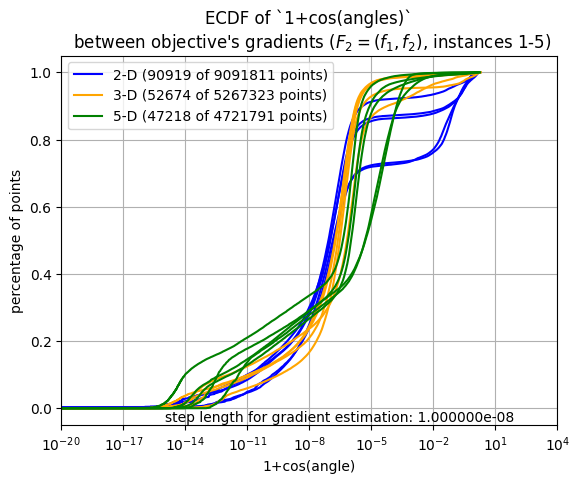 ECDF of `1+cos(angles)`
between objective's gradients (F₂ = (f₁, f₂), instances 1-5)
2-D (90919 of 9091811 points)
3-D (52674 of 5267323 points)
5-D (47218 of 4721791 points)
percentage of points
1.0
0.8
0.6
0.4
0.2
0.0
step length for gradient estimation: 1.000000e-08
10⁻²⁰ 10⁻¹⁷ 10⁻¹⁴ 10⁻¹¹ 10⁻⁸ 10⁻⁵ 10⁻² 10¹ 10⁴
1+cos(angle)